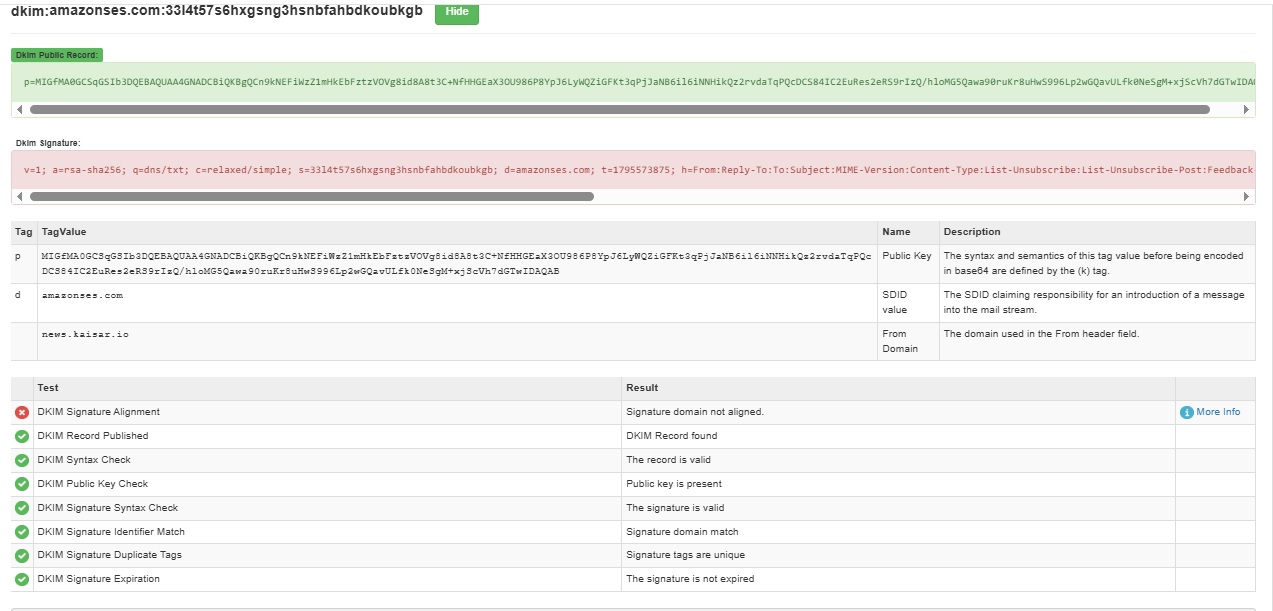 dkim:amazonses.com:33l4t57s6hxgsng3hsnbfahbdkoubkgb Hide
Dkim Public Record:
p=MIGfMA0GCSqGSIb3DQEBAQUAA4GNADCBiQKBgQCn9kNEFiWzZ1mHkEbFztzVOVg8id8A8t3C+NfHHGEaX3OU986P8YpJ6LyWQZiGFKt3qPjJaNB6il6iNNHikQz2rvdaTqPQcDCS84IC2EuRes2eRS9rIzQ/hloMG5Qawa90ruKr8uHwS996Lp2wGQavULfk0NeSgM+xjScVh7dGTwIDAQ
Dkim Signature:
v=1; a=rsa-sha256; q=dns/txt; c=relaxed/simple; s=33l4t57s6hxgsng3hsnbfahbdkoubkgb; d=amazonses.com; t=1795573875; h=From:Reply-To:To:Subject:MIME-Version:Content-Type:List-Unsubscribe:List-Unsubscribe-Post:Feedback-
Tag TagValue Name Description
p MIGfMA0GCSqGSIb3DQEBAQUAA4GNADCBiQKBgQCn9kNEFiWzZ1mHkEbFztzVOVg8id8A8t3C+NfHHGEaX3OU986P8YpJ6LyWQZiGFKt3qPjJaNB6il6iNNHikQz2rvdaTqPQc Public Key The syntax and semantics of this tag value before being encoded
DCS84IC2EuRes2eRS9rIzQ/hloMG5Qawa90ruKr8uHwS996Lp2wGQavULfk0NeSgM+xjScVh7dGTwIDAQAB in base64 are defined by the (k) tag.
d amazonses.com SDID The SDID claiming responsibility for an introduction of a message
value into the mail stream.
news.kaisar.io From The domain used in the From header field.
Domain
Test Result
DKIM Signature Alignment Signature domain not aligned. More Info
DKIM Record Published DKIM Record found
DKIM Syntax Check The record is valid
DKIM Public Key Check Public key is present
DKIM Signature Syntax Check The signature is valid
DKIM Signature Identifier Match Signature domain match
DKIM Signature Duplicate Tags Signature tags are unique
DKIM Signature Expiration The signature is not expired